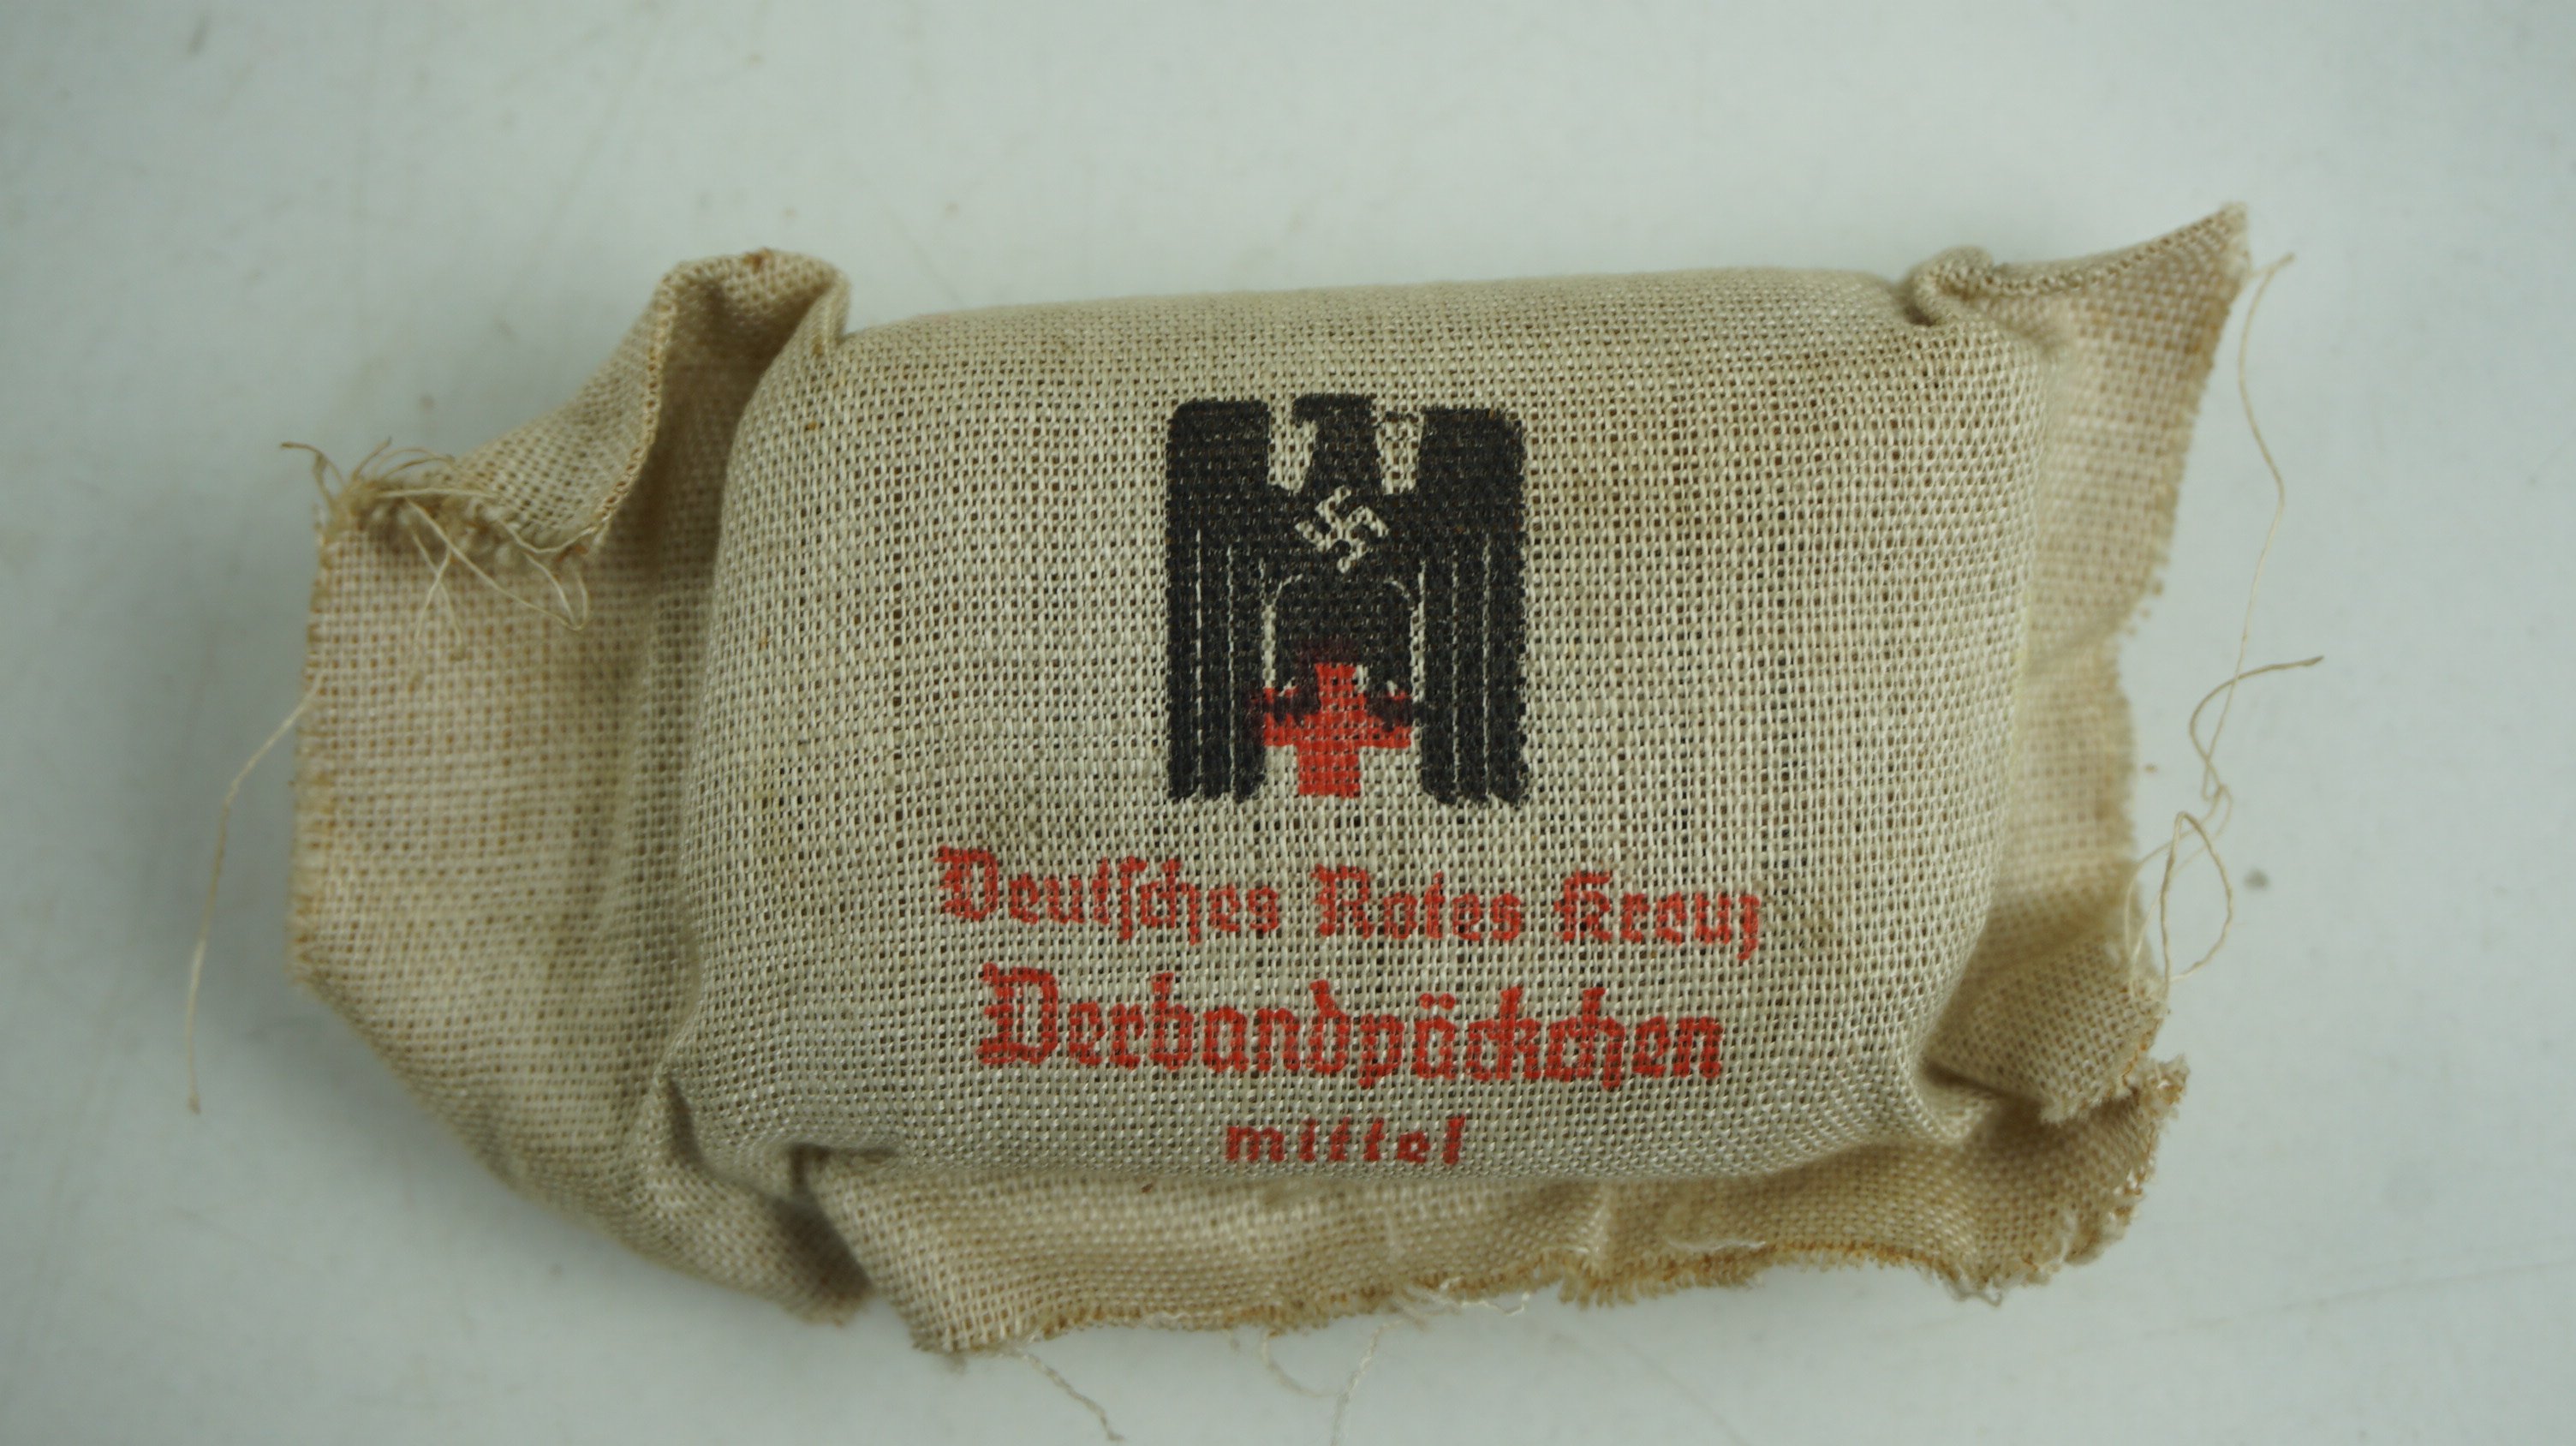 Deutsches Rotes Kreuz
Verbandpäckchen
mittel